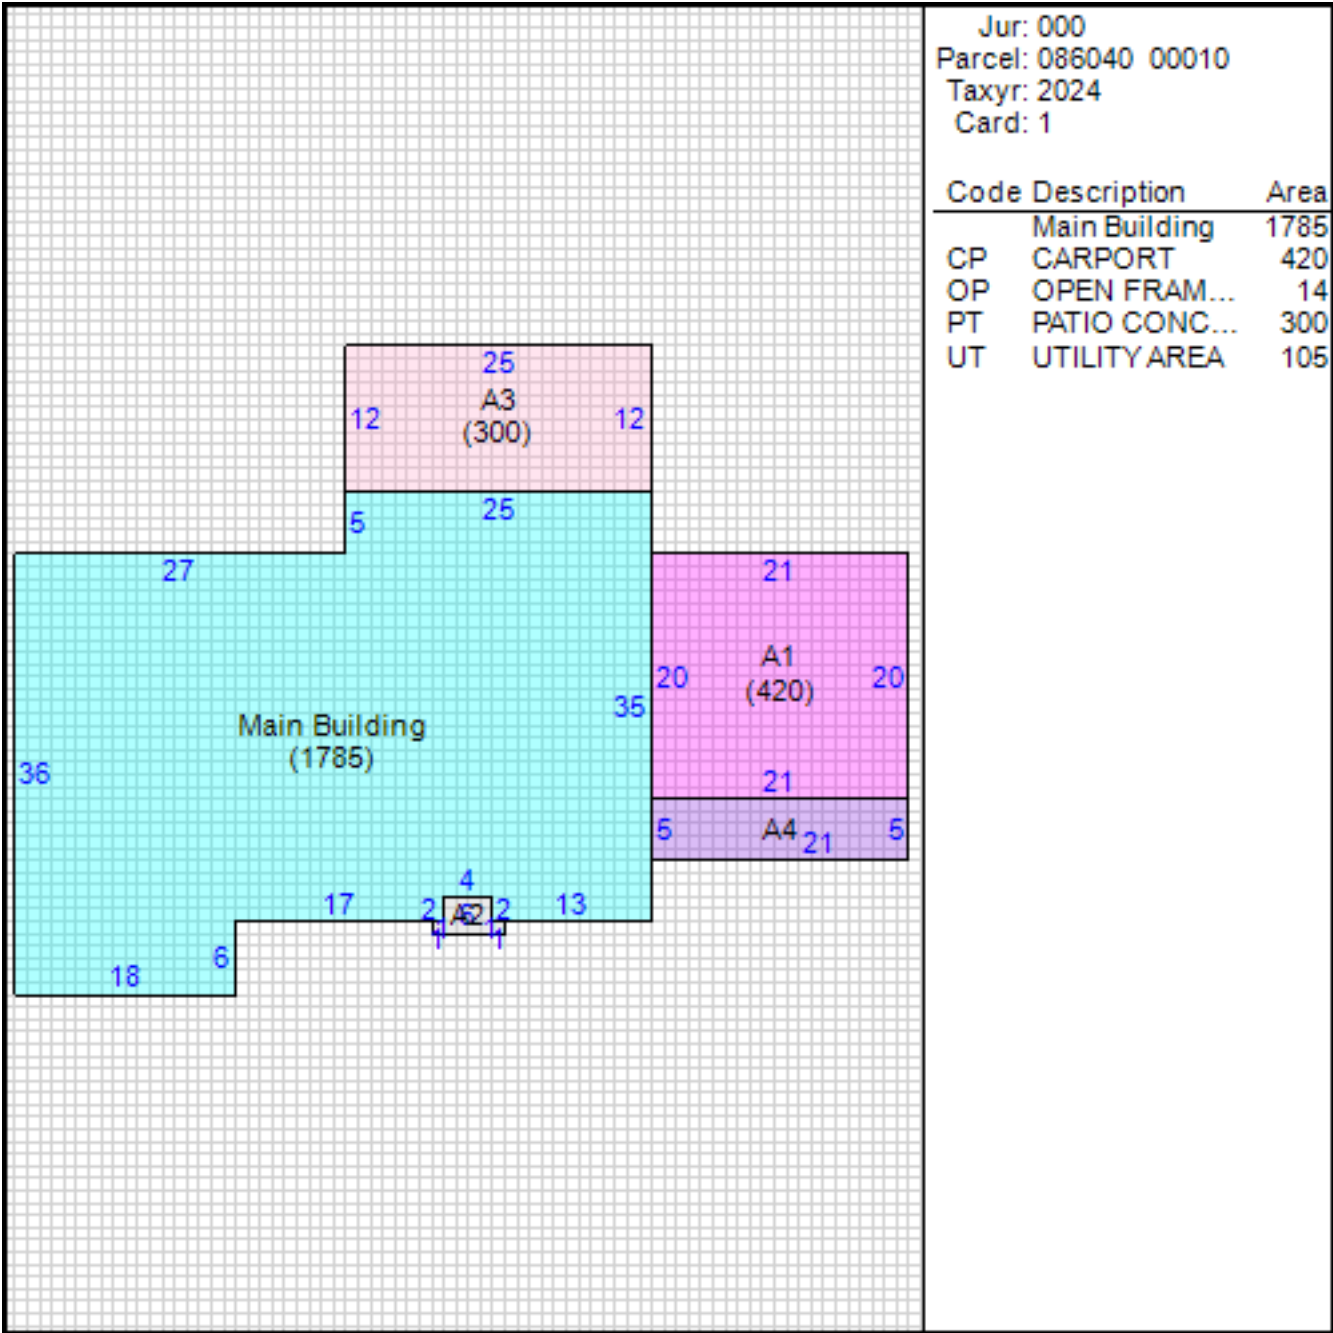 Jur: 000
Parcel: 086040 00010
Taxyr: 2024
Card: 1
Code Description Area
Main Building 1785
CP CARPORT 420
OP OPEN FRAM... 14
PT PATIO CONC... 300
UT UTILITY AREA 105
25
A3
12 12
(300)
25
5
27 21
A1
20 20
(420)
35
Main Building
(1785)
36
21
A4
5 5
21
4
17 2 A2 2 13
6
18